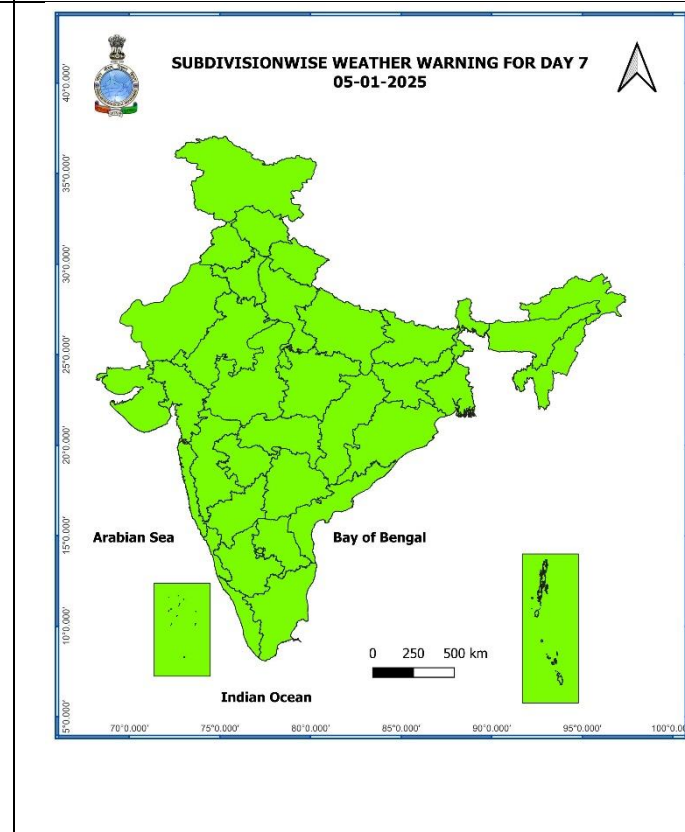 SUBDIVISIONWISE WEATHER WARNING FOR DAY 7
05-01-2025
40°0.000'
35°0.000'
30°0.000'
25°0.000'
20°0.000'
15°0.000'
10°0.000'
5°0.000'
Arabian Sea
Bay of Bengal
0 250 500 km
Indian Ocean
70°0.000' 75°0.000' 80°0.000' 85°0.000' 90°0.000' 95°0.000' 100°0.0